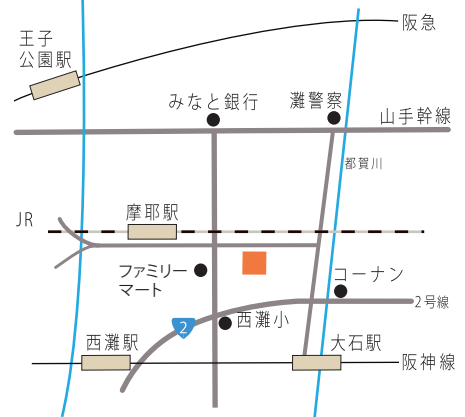 阪急
王子
公園駅
みなと銀行
灘警察
山手幹線
都賀川
摩耶駅
JR
ファミリー
マート
コーナン
2号線
西灘小
2
西灘駅
大石駅
阪神線